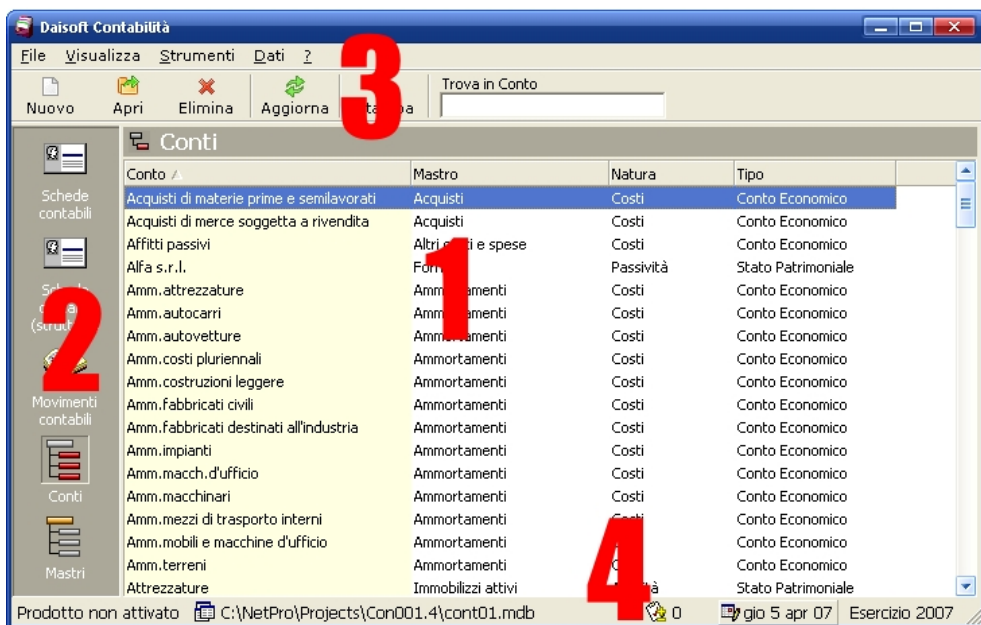 Daisoft Contabilità
File Visualizza Strumenti Dati ?
Nuovo Apri Elimina Aggiorna Trova in Conto
3
Conti
Schede contabili
Movimenti contabili
Conti
Mastri
2
Conto Mastro Natura Tipo
Acquisti di materie prime e semilavorati Acquisti Costi Conto Economico
Acquisti di merce soggetta a rivendita Acquisti Costi Conto Economico
Affitti passivi e spese Costi Conto Economico
Alfa s.r.l. Passività Stato Patrimoniale
Amm.attrezzature Costi Conto Economico
Amm.autocarri Costi Conto Economico
Amm.autovetture Costi Conto Economico
Amm.costi pluriennali Ammortamenti Costi Conto Economico
Amm.costruzioni leggere Ammortamenti Costi Conto Economico
Amm.fabbricati civili Ammortamenti Costi Conto Economico
Amm.fabbricati destinati all'industria Ammortamenti Costi Conto Economico
Amm.impianti Ammortamenti Costi Conto Economico
Amm.macch.d'ufficio Ammortamenti Costi Conto Economico
Amm.macchinari Ammortamenti Costi Conto Economico
Amm.mezzi di trasporto interni Ammortamenti Costi Conto Economico
Amm.mobili e macchine d'ufficio Ammortamenti Conto Economico
Amm.terreni Ammortamenti Conto Economico
Attrezzature Immobilizzi attivi Stato Patrimoniale
1
4
Prodotto non attivato C:\NetPro\Projects\Con001.4\cont01.mdb 0 gio 5 apr 07 Esercizio 2007